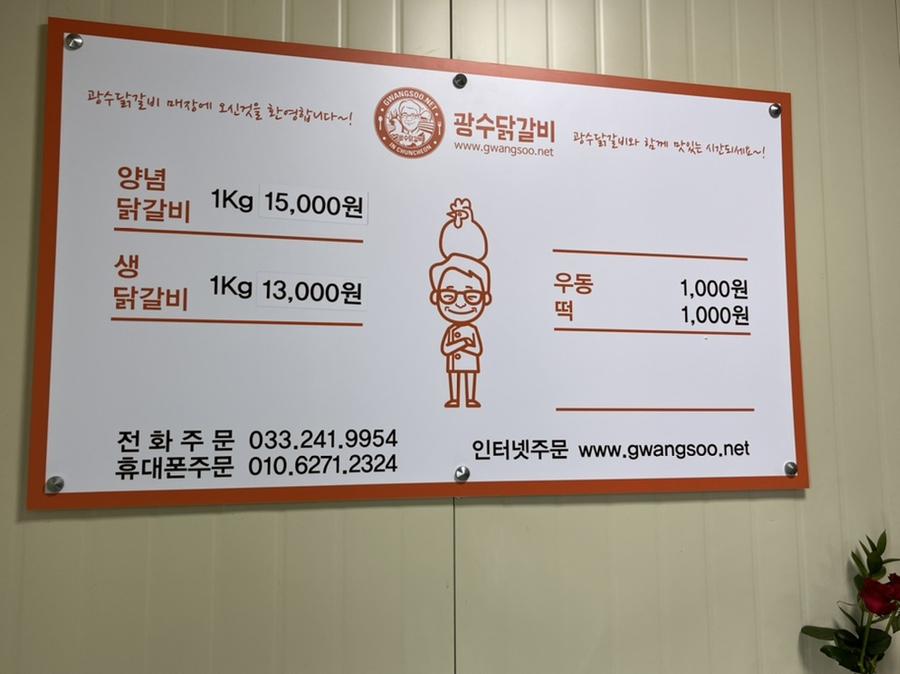 광수닭갈비 매장에 오신것을 환영합니다~!
GWANGSOO.NET
IN CHUNCHEON
광수닭갈비
www.gwangsoo.net
광수닭갈비와 함께 맛있는 시간되세요~!
양념
닭갈비 1Kg 15,000원
생
닭갈비 1Kg 13,000원
우동 1,000원
떡 1,000원
전화주문 033.241.9954
휴대폰주문 010.6271.2324
인터넷주문 www.gwangsoo.net